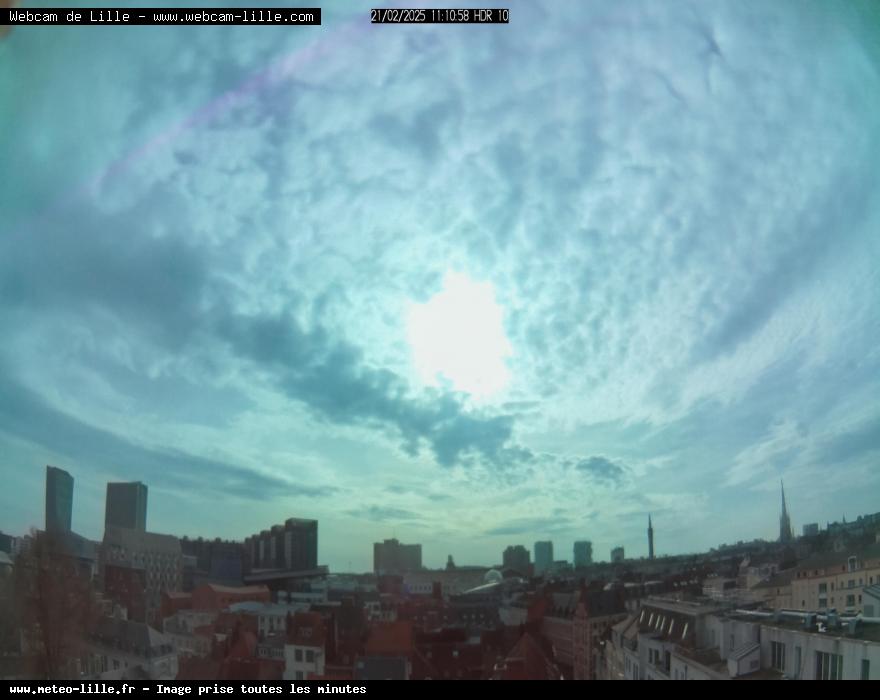 Webcam de Lille - www.webcam-lille.com
21/02/2025 11:10:58 HDR 10
www.meteo-lille.fr - Image prise toutes les minutes